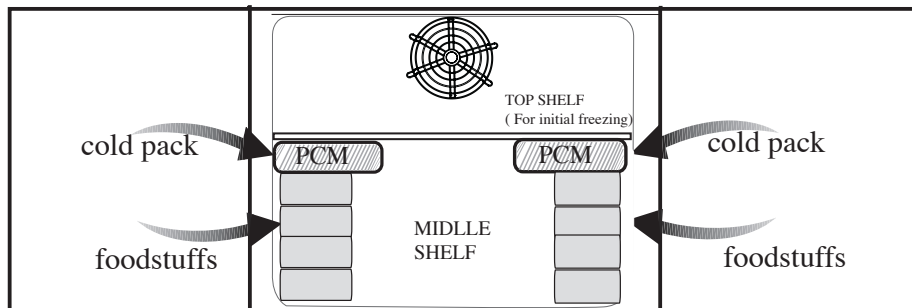 TOP SHELF
( For initial freezing)
cold pack
PCM
PCM
cold pack
MIDLLE
SHELF
foodstuffs
foodstuffs